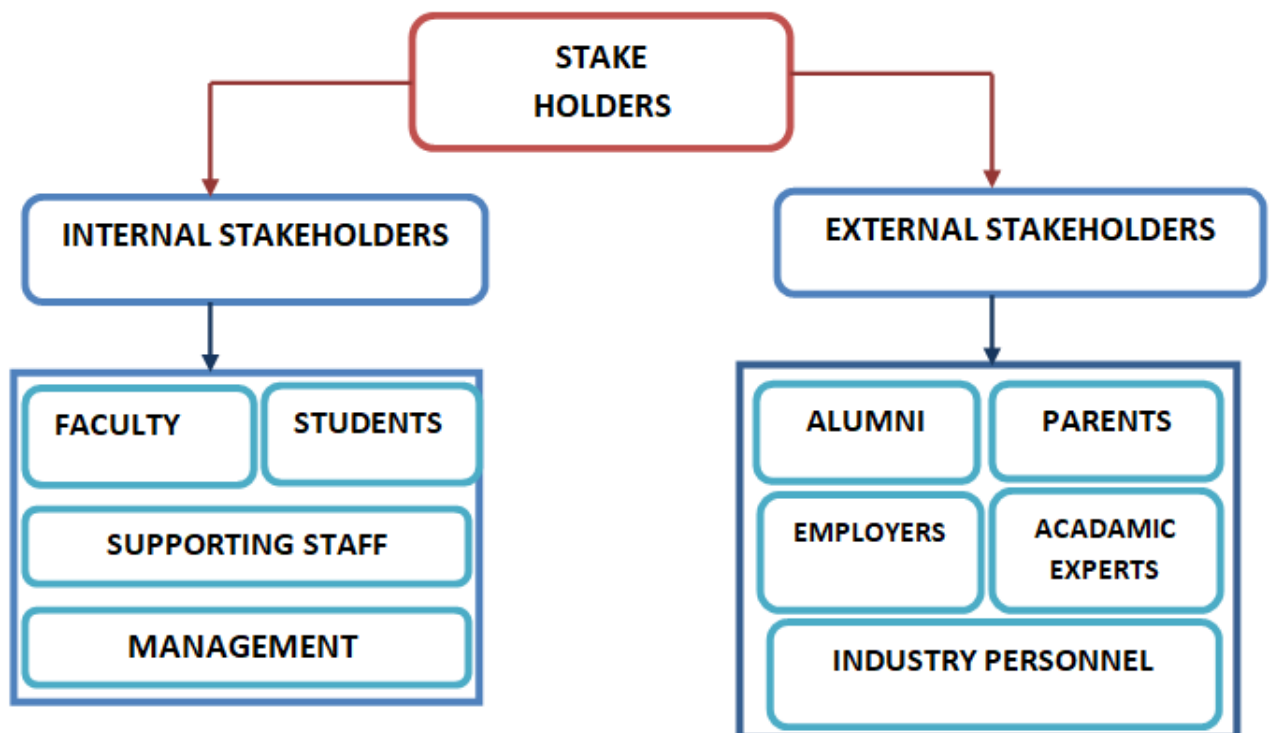 STAKE
HOLDERS
INTERNAL STAKEHOLDERS
EXTERNAL STAKEHOLDERS
FACULTY
STUDENTS
SUPPORTING STAFF
MANAGEMENT
ALUMNI
PARENTS
EMPLOYERS
ACADAMIC
EXPERTS
INDUSTRY PERSONNEL